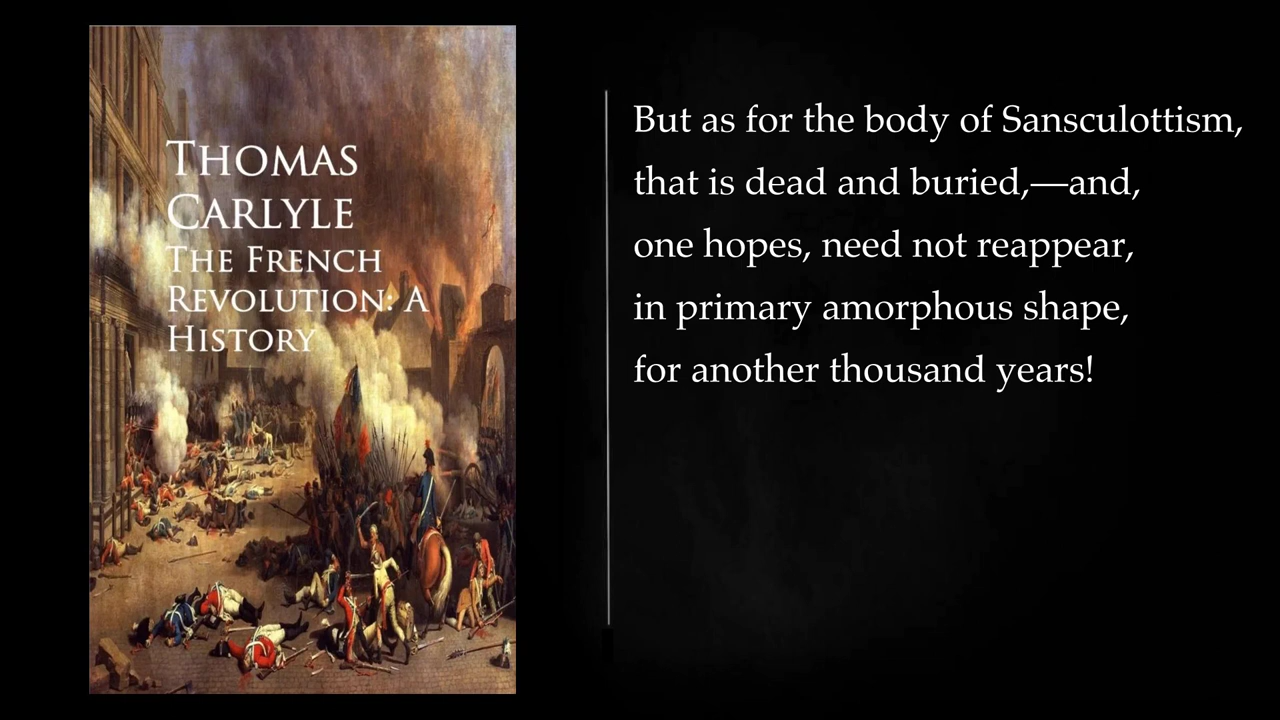 THOMAS
CARLYLE
THE FRENCH
REVOLUTION: A
HISTORY
But as for the body of Sansculottism,
that is dead and buried,—and,
one hopes, need not reappear,
in primary amorphous shape,
for another thousand years!